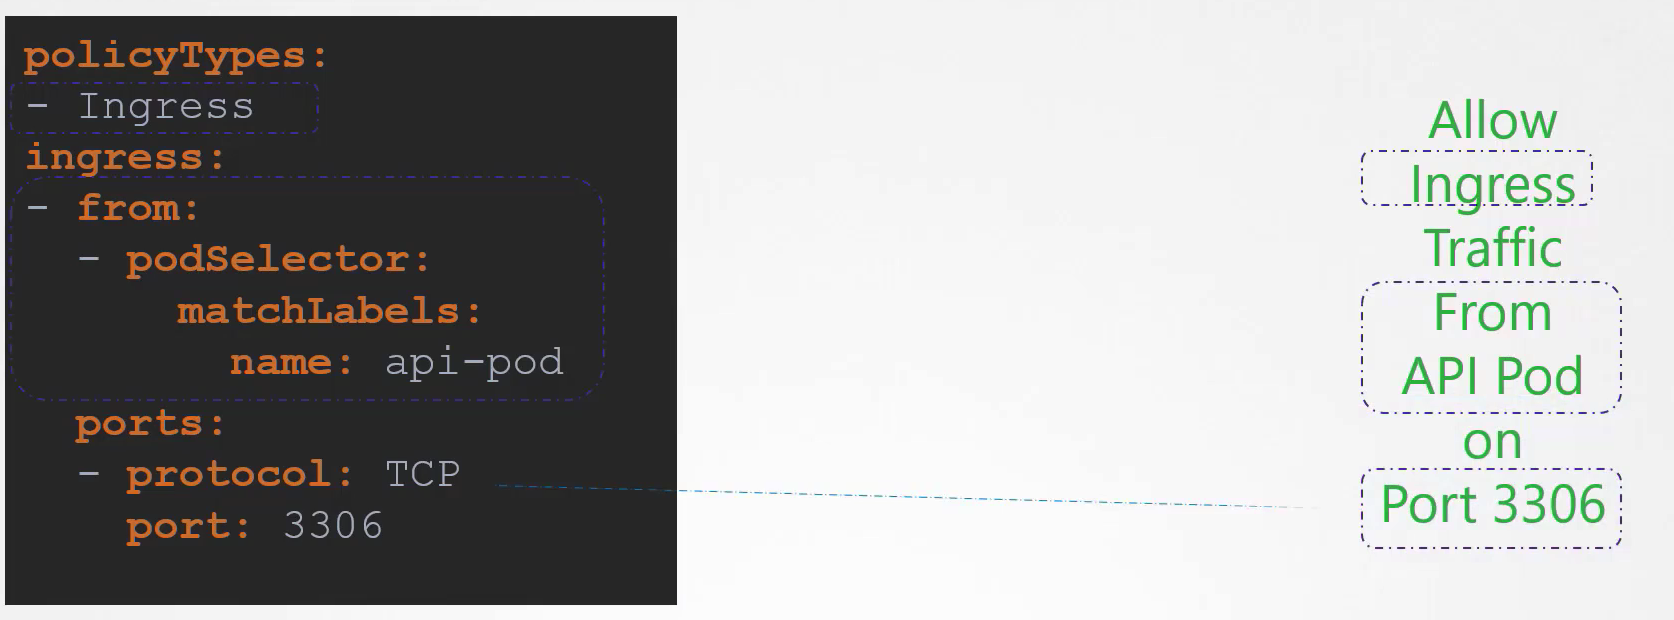 policyTypes:
- Ingress
ingress:
- from:
  - podSelector:
      matchLabels:
        name: api-pod
  ports:
  - protocol: TCP
    port: 3306
Allow
Ingress
Traffic
From
API Pod
on
Port 3306